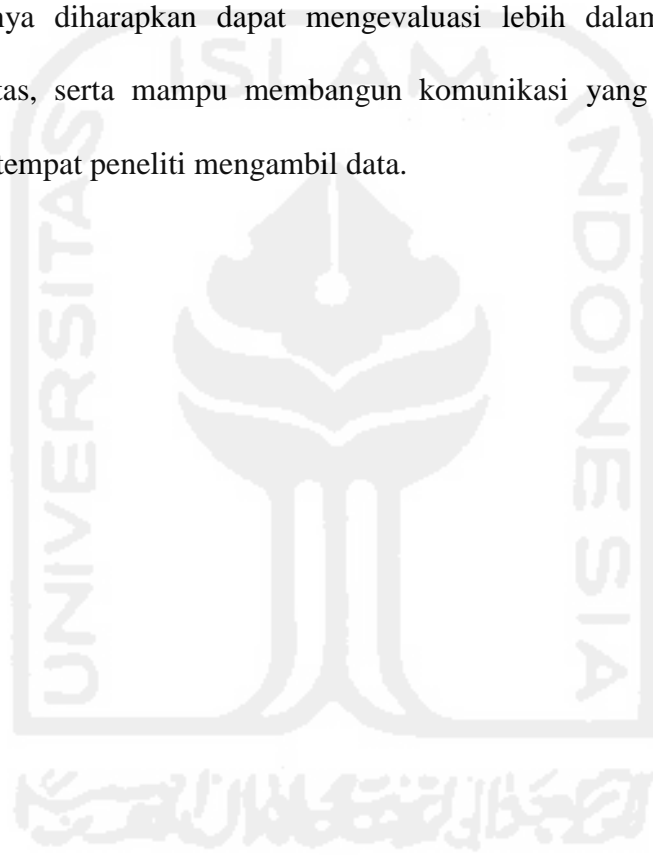 nya diharapkan dapat mengevaluasi lebih dalam
tas, serta mampu membangun komunikasi yang
tempat peneliti mengambil data.
ISLAM
UNIVERSITAS
INDONESIA